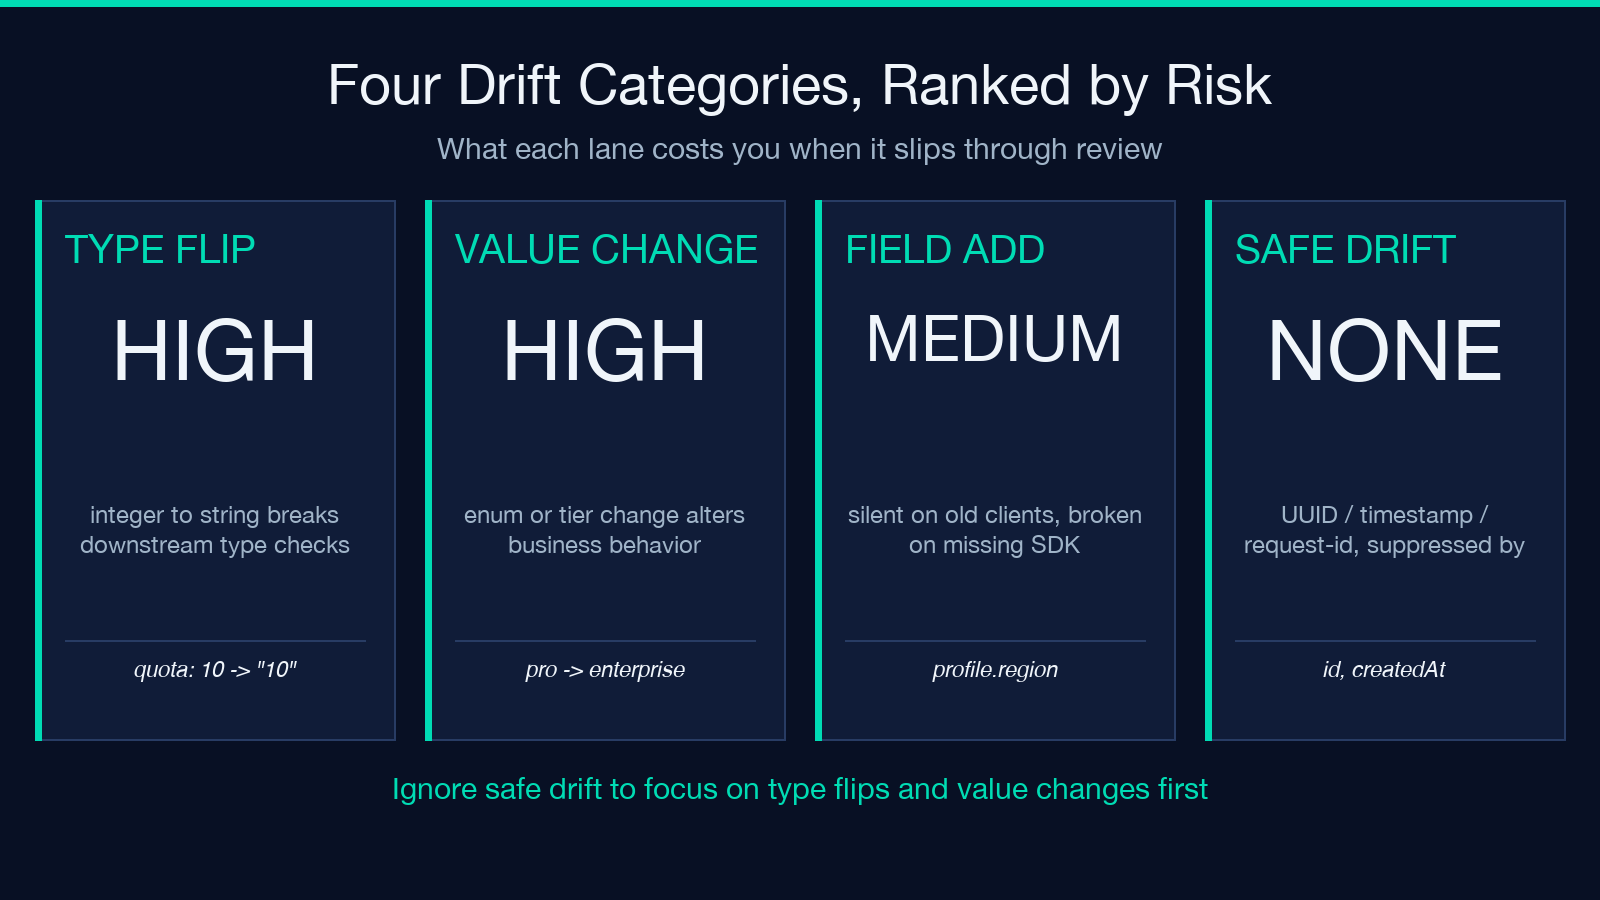 Four Drift Categories, Ranked by Risk
What each lane costs you when it slips through review
TYPE FLIP
HIGH
integer to string breaks
downstream type checks
quota: 10 -> "10"
VALUE CHANGE
HIGH
enum or tier change alters
business behavior
pro -> enterprise
FIELD ADD
MEDIUM
silent on old clients, broken
on missing SDK
profile.region
SAFE DRIFT
NONE
UUID / timestamp /
request-id, suppressed by
id, createdAt
Ignore safe drift to focus on type flips and value changes first